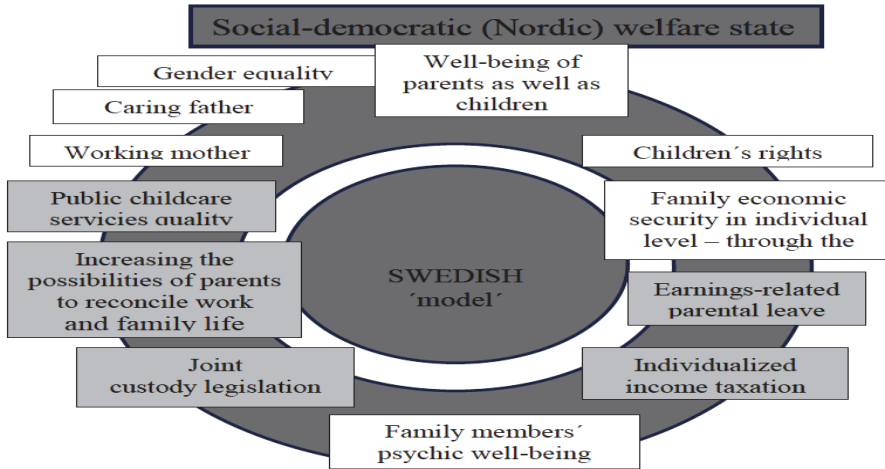 Social-democratic (Nordic) welfare state
Well-being of
parents as well as
children
Gender equality
Caring father
Working mother
Children´s rights
Public childcare
servicies quality
Family economic
security in individual
level – through the
Increasing the
possibilities of parents
to reconcile work
and family life
SWEDISH
´model´
Earnings-related
parental leave
Joint
custody legislation
Individualized
income taxation
Family members´
psychic well-being